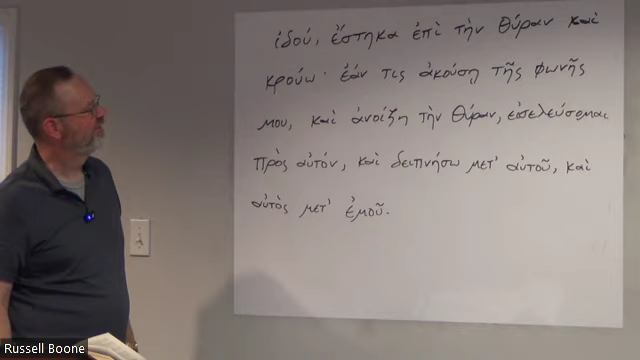 ἰδού, ἕστηκα ἐπὶ τὴν θύραν καὶ
κρούω· ἐάν τις ἀκούσῃ τῆς φωνῆς
μου, καὶ ἀνοίξῃ τὴν θύραν, εἰσελεύσομαι
πρὸς αὐτόν, καὶ δειπνήσω μετ' αὐτοῦ, καὶ
αὐτὸς μετ' ἐμοῦ.
Russell Boone